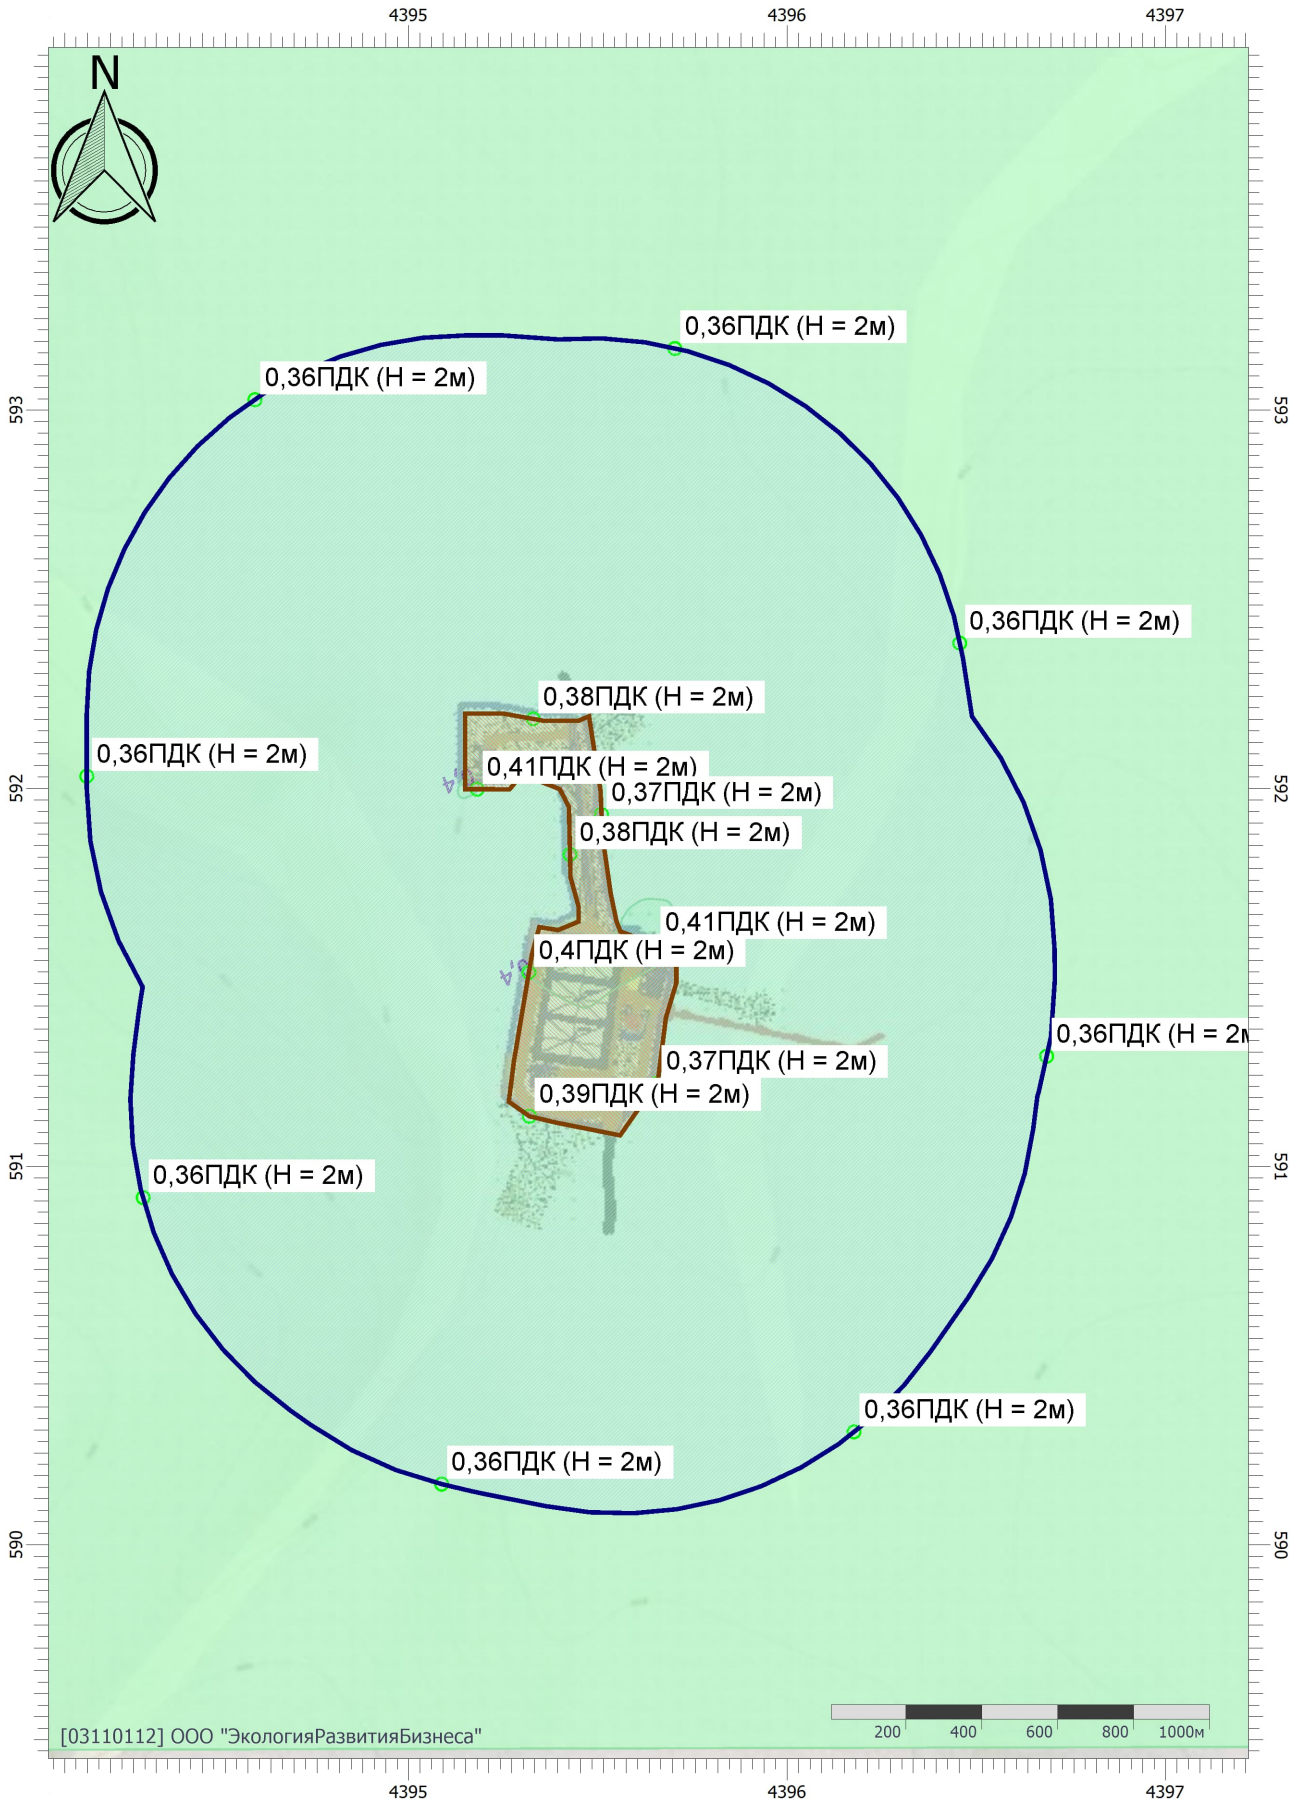 4395
4396
4397
N
0,36ПДК (Н = 2м)
0,36ПДК (Н = 2м)
593
593
0,36ПДК (Н = 2м)
0,38ПДК (Н = 2м)
0,36ПДК (Н = 2м)
0,41ПДК (Н = 2м)
592
592
0,37ПДК (Н = 2м)
0,38ПДК (Н = 2м)
0,41ПДК (Н = 2м)
0,4ПДК (Н = 2м)
0,4
0,36ПДК (Н = 2м
0,37ПДК (Н = 2м)
0,39ПДК (Н = 2м)
591
591
0,36ПДК (Н = 2м)
0,36ПДК (Н = 2м)
0,36ПДК (Н = 2м)
590
590
[03110112] ООО "ЭкологияРазвитияБизнеса"
200
400
600
800
1000м
4395
4396
4397